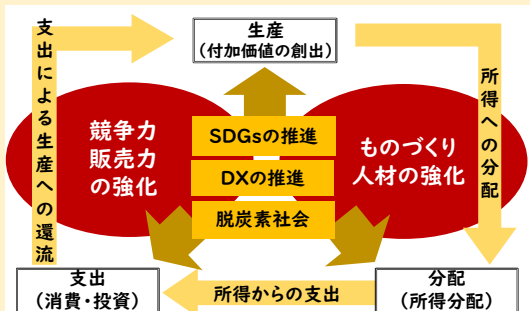 生産
(付加価値の創出)
支出による生産への還流
所得への分配
競争力
販売力
の強化
SDGsの推進
DXの推進
脱炭素社会
ものづくり
人材の強化
支出
(消費・投資)
所得からの支出
分配
(所得分配)